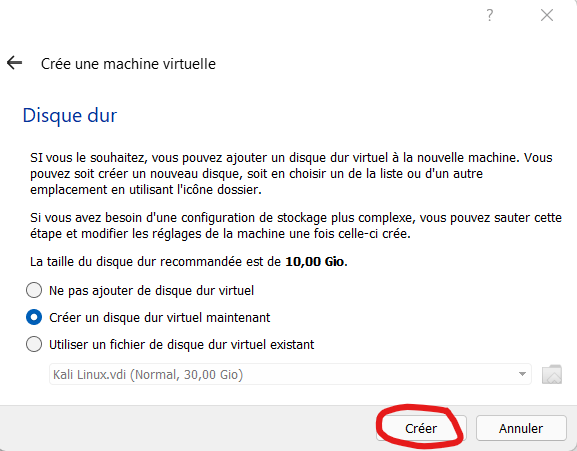 ?
Crée une machine virtuelle
Disque dur
SI vous le souhaitez, vous pouvez ajouter un disque dur virtuel à la nouvelle machine. Vous
pouvez soit créer un nouveau disque, soit en choisir un de la liste ou d'un autre
emplacement en utilisant l'icône dossier.
Si vous avez besoin d'une configuration de stockage plus complexe, vous pouvez sauter cette
étape et modifier les réglages de la machine une fois celle-ci crée.
La taille du disque dur recommandée est de 10,00 Gio.
Ne pas ajouter de disque dur virtuel
Créer un disque dur virtuel maintenant
Utiliser un fichier de disque dur virtuel existant
Kali Linux.vdi (Normal, 30,00 Gio)
Créer Annuler